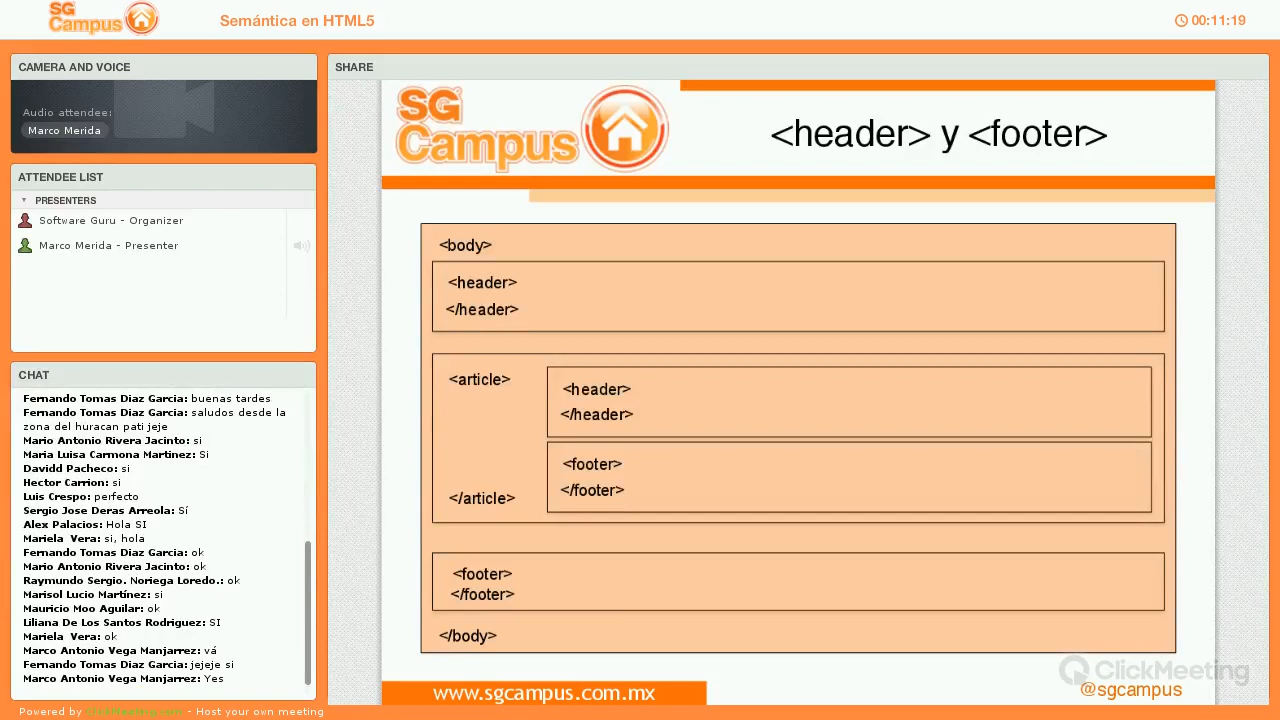 SG
Campus
Semántica en HTML5
00:11:19
CAMERA AND VOICE
Audio attendee:
Marco Merida
ATTENDEE LIST
PRESENTERS
Software Guru - Organizer
Marco Merida - Presenter
CHAT
Fernando Tomas Diaz Garcia: buenas tardes
Fernando Tomas Diaz Garcia: saludos desde la
zona del huracan pati jeje
Mario Antonio Rivera Jacinto: si
Maria Luisa Carmona Martinez: Si
Davidd Pacheco: si
Hector Carrion: si
Luis Crespo: perfecto
Sergio Jose Deras Arreola: Sí
Alex Palacios: Hola SI
Mariela Vera: si, hola
Fernando Tomas Diaz Garcia: ok
Mario Antonio Rivera Jacinto: ok
Raymundo Sergio. Noriega Loredo.: ok
Marisol Lucio Martínez: si
Mauricio Moo Aguilar: ok
Liliana De Los Santos Rodriguez: SI
Mariela Vera: ok
Marco Antonio Vega Manjarrez: vá
Fernando Tomas Diaz Garcia: jejeje si
Marco Antonio Vega Manjarrez: Yes
Powered by ClickMeeting.com - Host your own meeting
SHARE
SG
Campus
<header> y <footer>
<body>
<header>
</header>
<article>
<header>
</header>
<footer>
</footer>
</article>
<footer>
</footer>
</body>
ClickMeeting
www.sgcampus.com.mx
@sgcampus